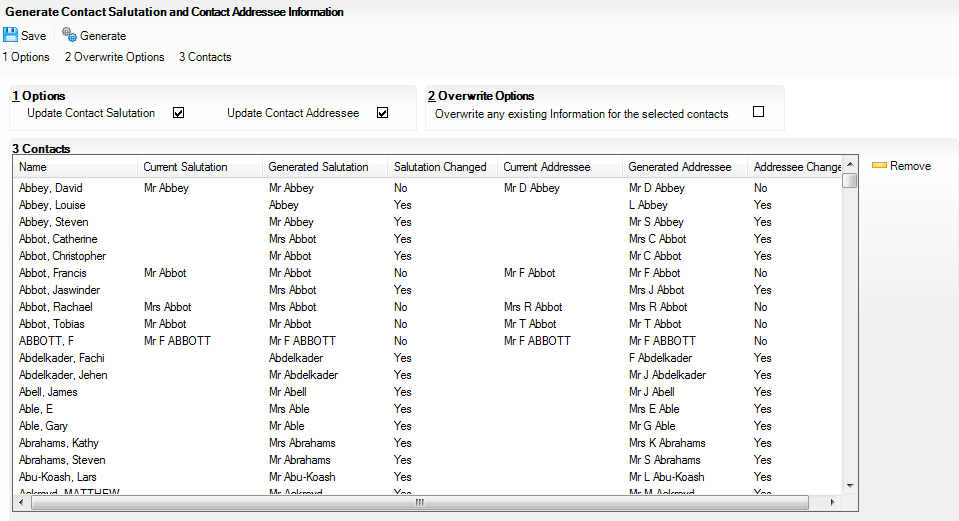 Generate Contact Salutation and Contact Addressee Information
Save Generate
1 Options 2 Overwrite Options 3 Contacts
1 Options 2 Overwrite Options
Update Contact Salutation Update Contact Addressee Overwrite any existing Information for the selected contacts
3 Contacts
Name Current Salutation Generated Salutation Salutation Changed Current Addressee Generated Addressee Addressee Change Remove
Abbey, David Mr Abbey Mr Abbey No Mr D Abbey Mr D Abbey No
Abbey, Louise Abbey Yes L Abbey Yes
Abbey, Steven Mr Abbey Yes Mr S Abbey Yes
Abbot, Catherine Mrs Abbot Yes Mrs C Abbot Yes
Abbot, Christopher Mr Abbot Yes Mr C Abbot Yes
Abbot, Francis Mr Abbot Mr Abbot No Mr F Abbot Mr F Abbot No
Abbot, Jaswinder Mrs Abbot Yes Mrs J Abbot Yes
Abbot, Rachael Mrs Abbot Mrs Abbot No Mrs R Abbot Mrs R Abbot No
Abbot, Tobias Mr Abbot Mr Abbot No Mr T Abbot Mr T Abbot No
ABBOTT, F Mr F ABBOTT Mr F ABBOTT No Mr F ABBOTT Mr F ABBOTT No
Abdelkader, Fachi Abdelkader Yes F Abdelkader Yes
Abdelkader, Jehen Mr Abdelkader Yes Mr J Abdelkader Yes
Abell, James Mr Abell Yes Mr J Abell Yes
Able, E Mrs Able Yes Mrs E Able Yes
Able, Gary Mr Able Yes Mr G Able Yes
Abrahams, Kathy Mrs Abrahams Yes Mrs K Abrahams Yes
Abrahams, Steven Mr Abrahams Yes Mr S Abrahams Yes
Abu-Koash, Lars Mr Abu-Koash Yes Mr L Abu-Koash Yes
Ackroyd, MATTHEW Mr Ackroyd Yes Mr M Ackroyd Yes